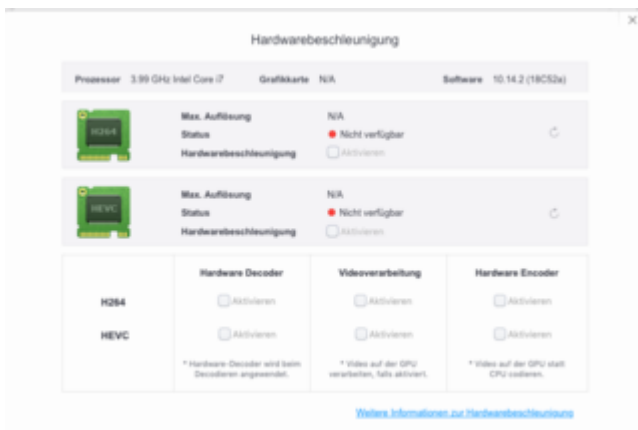 Hardwarebeschleunigung
Prozessor 3.99 GHz Intel Core i7 Grafikkarte N/A Software 10.14.2 (18C52a)
H264
Max. Auflösung N/A
Status Nicht verfügbar
Hardwarebeschleunigung Aktivieren
HEVC
Max. Auflösung N/A
Status Nicht verfügbar
Hardwarebeschleunigung Aktivieren
Hardware Decoder Videoverarbeitung Hardware Encoder
H264 Aktivieren Aktivieren Aktivieren
HEVC Aktivieren Aktivieren Aktivieren
* Hardware-Decoder wird beim * Video auf der GPU * Video auf der GPU statt
Decodieren angewendet. verarbeiten, falls aktiviert. CPU codieren.
Weitere Informationen zur Hardwarebeschleunigung